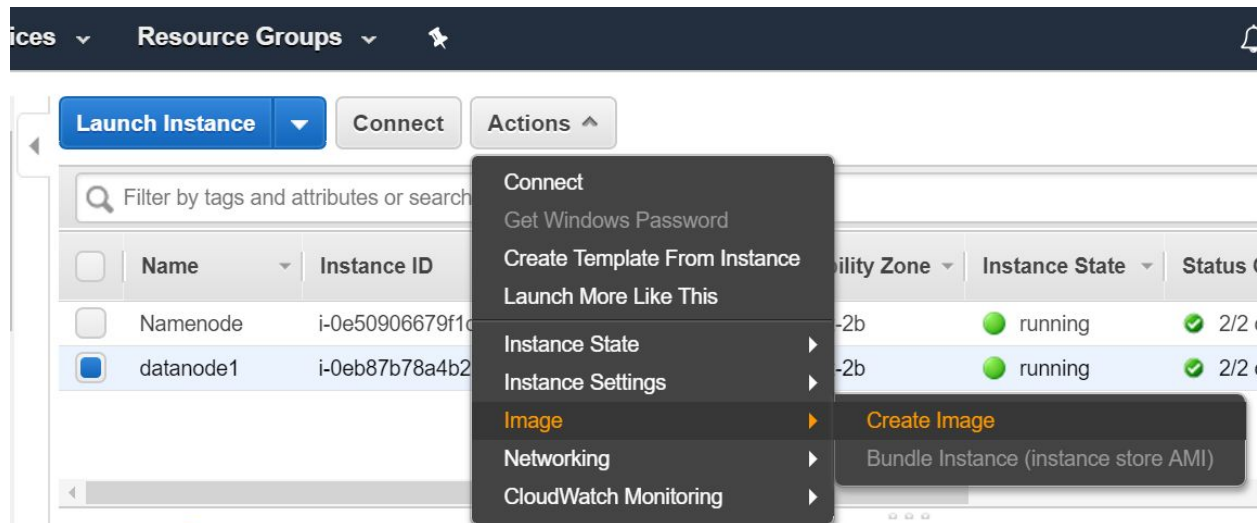 Resource Groups
Launch Instance Connect Actions
Filter by tags and attributes or search
Connect
Get Windows Password
Create Template From Instance
Launch More Like This
Instance State
Instance Settings
Image
Networking
CloudWatch Monitoring
Create Image
Bundle Instance (instance store AMI)
Name Instance ID Zone Instance State Status
Namenode i-0e50906679f1 -2b running 2/2
datanode1 i-0eb87b78a4b2 -2b running 2/2